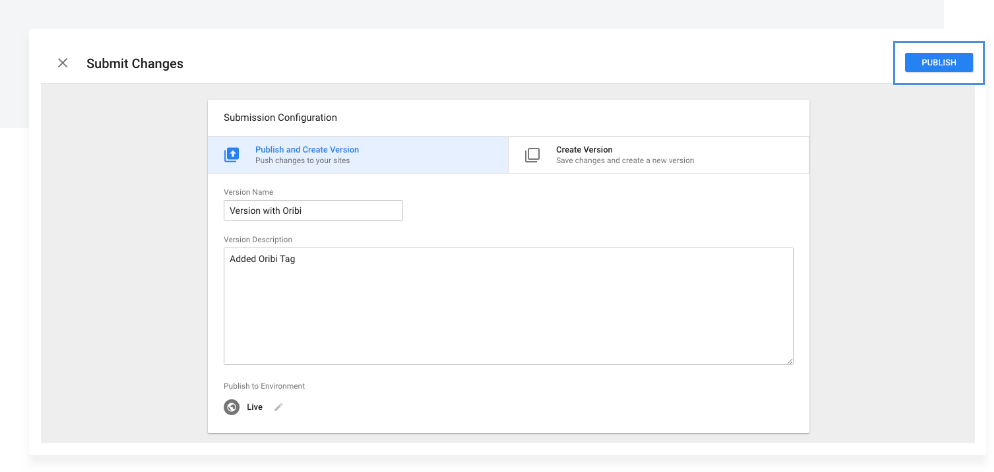 Submit Changes
PUBLISH
Submission Configuration
Publish and Create Version
Push changes to your sites
Create Version
Save changes and create a new version
Version Name
Version with Oribi
Version Description
Added Oribi Tag
Publish to Environment
Live